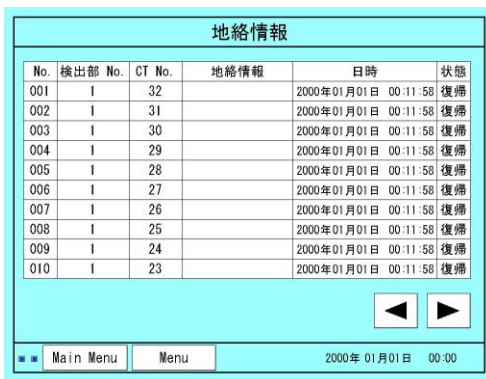 地絡情報
No. 検出部 No. CT No. 地絡情報 日時 状態
001 1 32 2000年01月01日 00:11:58 復帰
002 1 31 2000年01月01日 00:11:58 復帰
003 1 30 2000年01月01日 00:11:58 復帰
004 1 29 2000年01月01日 00:11:58 復帰
005 1 28 2000年01月01日 00:11:58 復帰
006 1 27 2000年01月01日 00:11:58 復帰
007 1 26 2000年01月01日 00:11:58 復帰
008 1 25 2000年01月01日 00:11:58 復帰
009 1 24 2000年01月01日 00:11:58 復帰
010 1 23 2000年01月01日 00:11:58 復帰
Main Menu Menu 2000年 01月01日 00:00